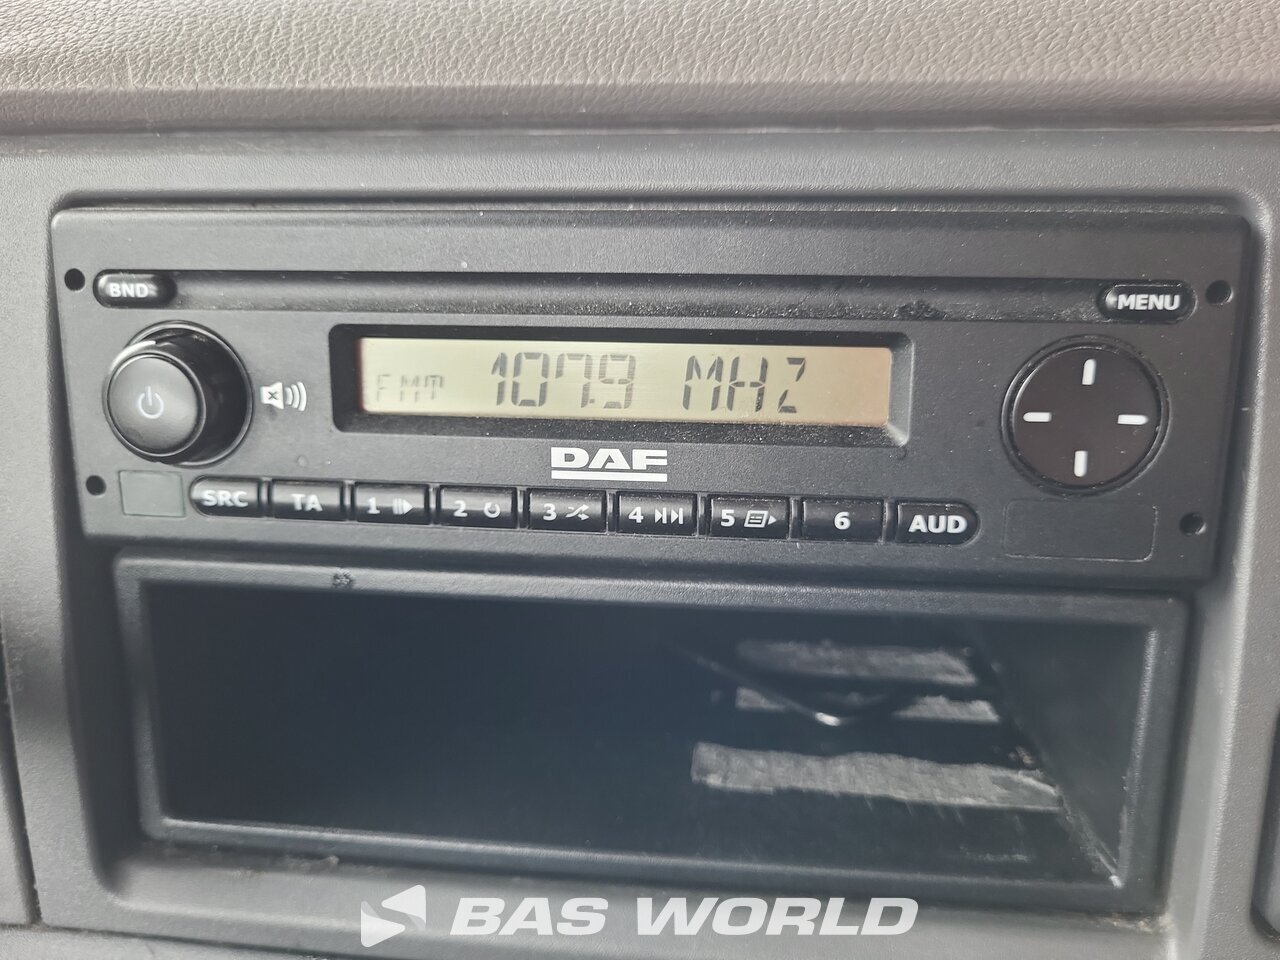 BND
MENU
FMT 107.9 MHZ
DAF
SRC TA 1 2 3 4 5 6 AUD
BAS WORLD